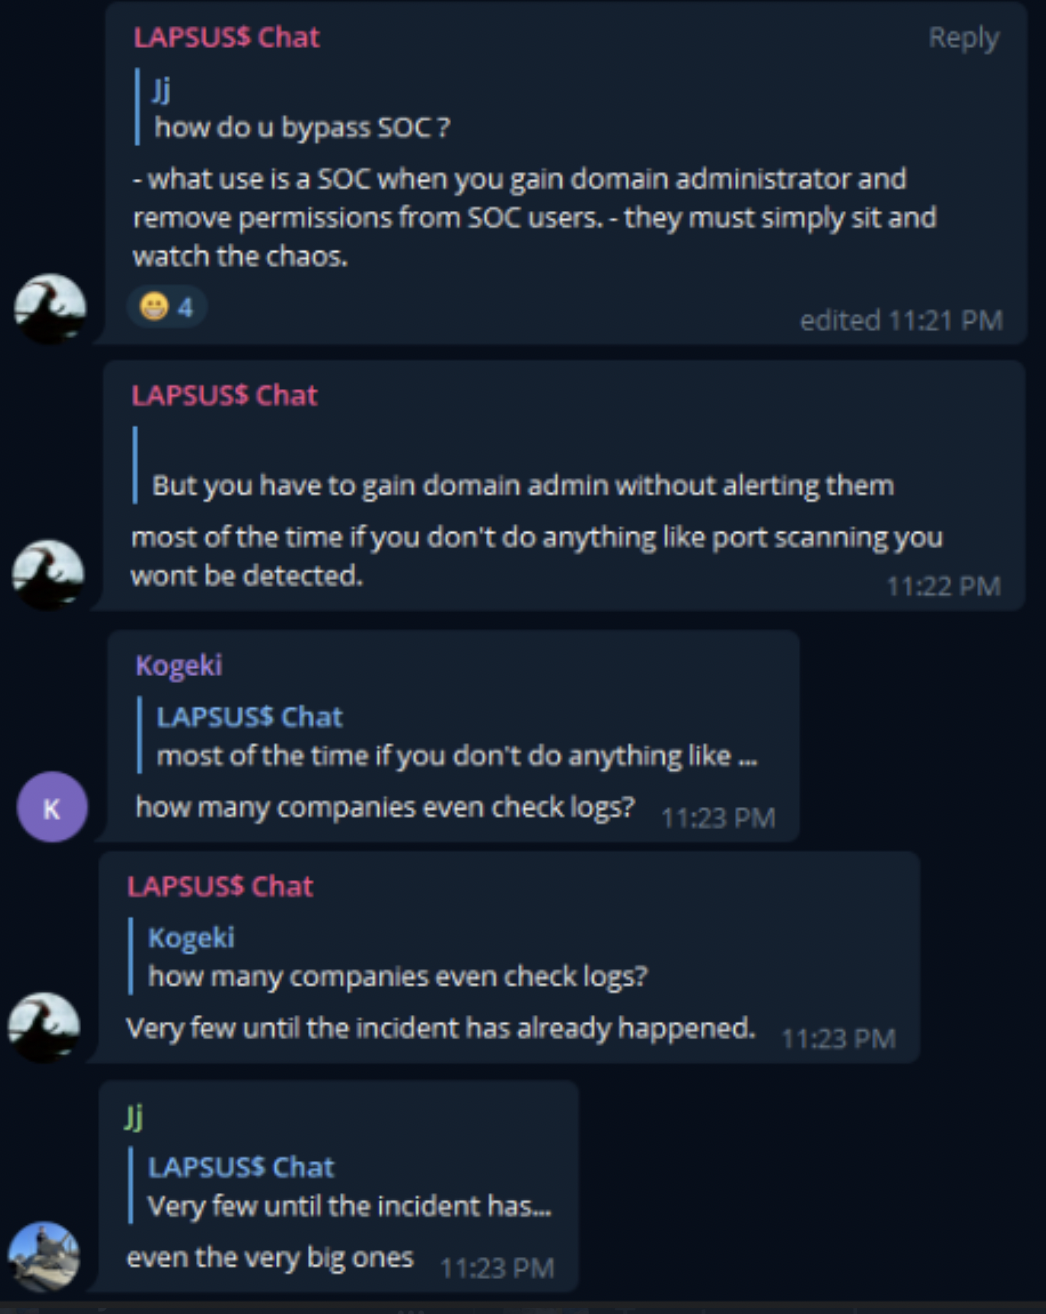 LAPSUS$ Chat
Reply
Jj
how do u bypass SOC ?
- what use is a SOC when you gain domain administrator and
remove permissions from SOC users. - they must simply sit and
watch the chaos.
😀 4
edited 11:21 PM
LAPSUS$ Chat
But you have to gain domain admin without alerting them
most of the time if you don't do anything like port scanning you
wont be detected.
11:22 PM
Kogeki
LAPSUS$ Chat
most of the time if you don't do anything like ...
K
how many companies even check logs?
11:23 PM
LAPSUS$ Chat
Kogeki
how many companies even check logs?
Very few until the incident has already happened.
11:23 PM
Jj
LAPSUS$ Chat
Very few until the incident has...
even the very big ones
11:23 PM